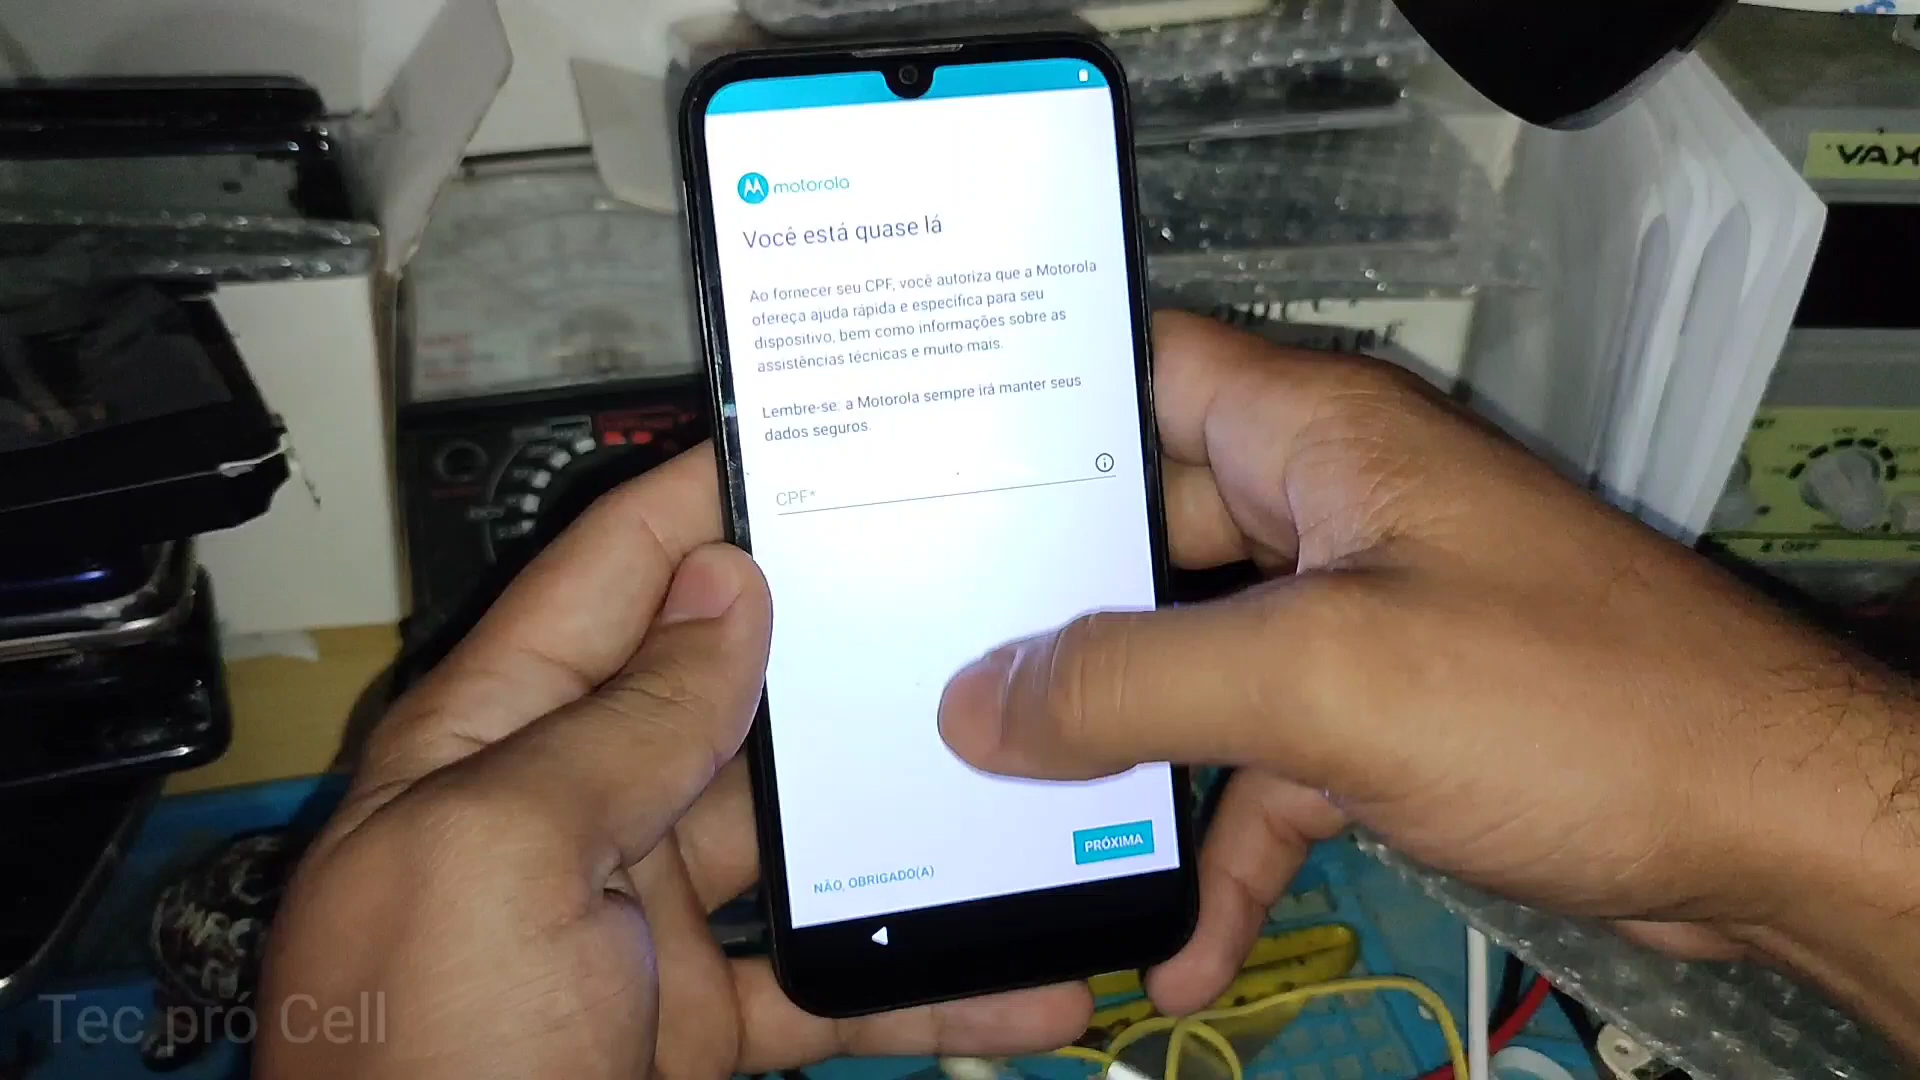 motorola
Você está quase lá
Ao fornecer seu CPF, você autoriza que a Motorola
ofereça ajuda rápida e específica para seu
dispositivo, bem como informações sobre as
assistências técnicas e muito mais.
Lembre-se: a Motorola sempre irá manter seus
dados seguros.
CPF*
PRÓXIMA
NÃO, OBRIGADO(A)
Tec pró Cell